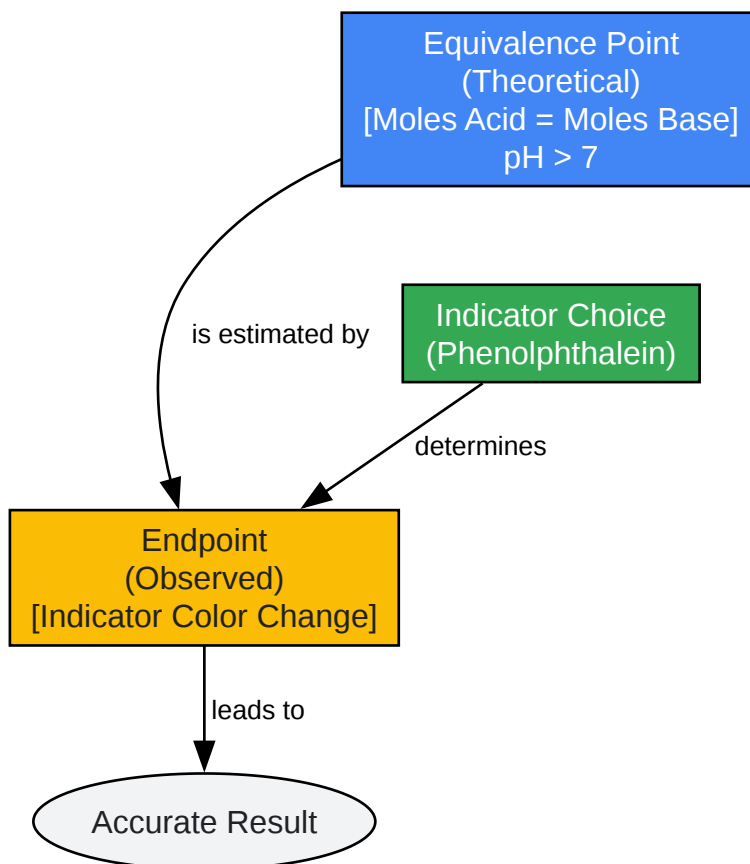 Equivalence Point
(Theoretical)
[Moles Acid = Moles Base]
pH > 7
is estimated by
Indicator Choice
(Phenolphthalein)
determines
Endpoint
(Observed)
[Indicator Color Change]
leads to
Accurate Result